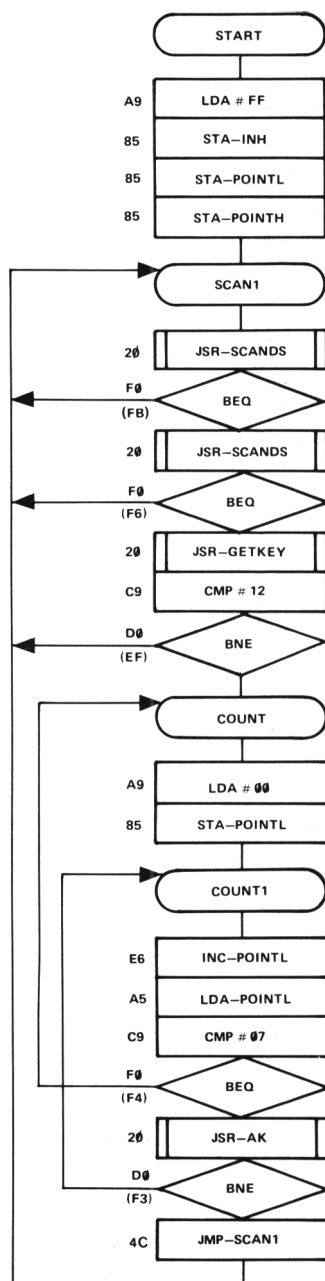 START
A9 LDA # FF
85 STA–INH
85 STA–POINTL
85 STA–POINTH
SCAN1
2Ø JSR–SCANDS
FØ
(FB) BEQ
2Ø JSR–SCANDS
FØ
(F6) BEQ
2Ø JSR–GETKEY
C9 CMP # 12
DØ
(EF) BNE
COUNT
A9 LDA # ØØ
85 STA–POINTL
COUNT1
E6 INC–POINTL
A5 LDA–POINTL
C9 CMP # Ø7
FØ
(F4) BEQ
2Ø JSR–AK
DØ
(F3) BNE
4C JMP–SCAN1